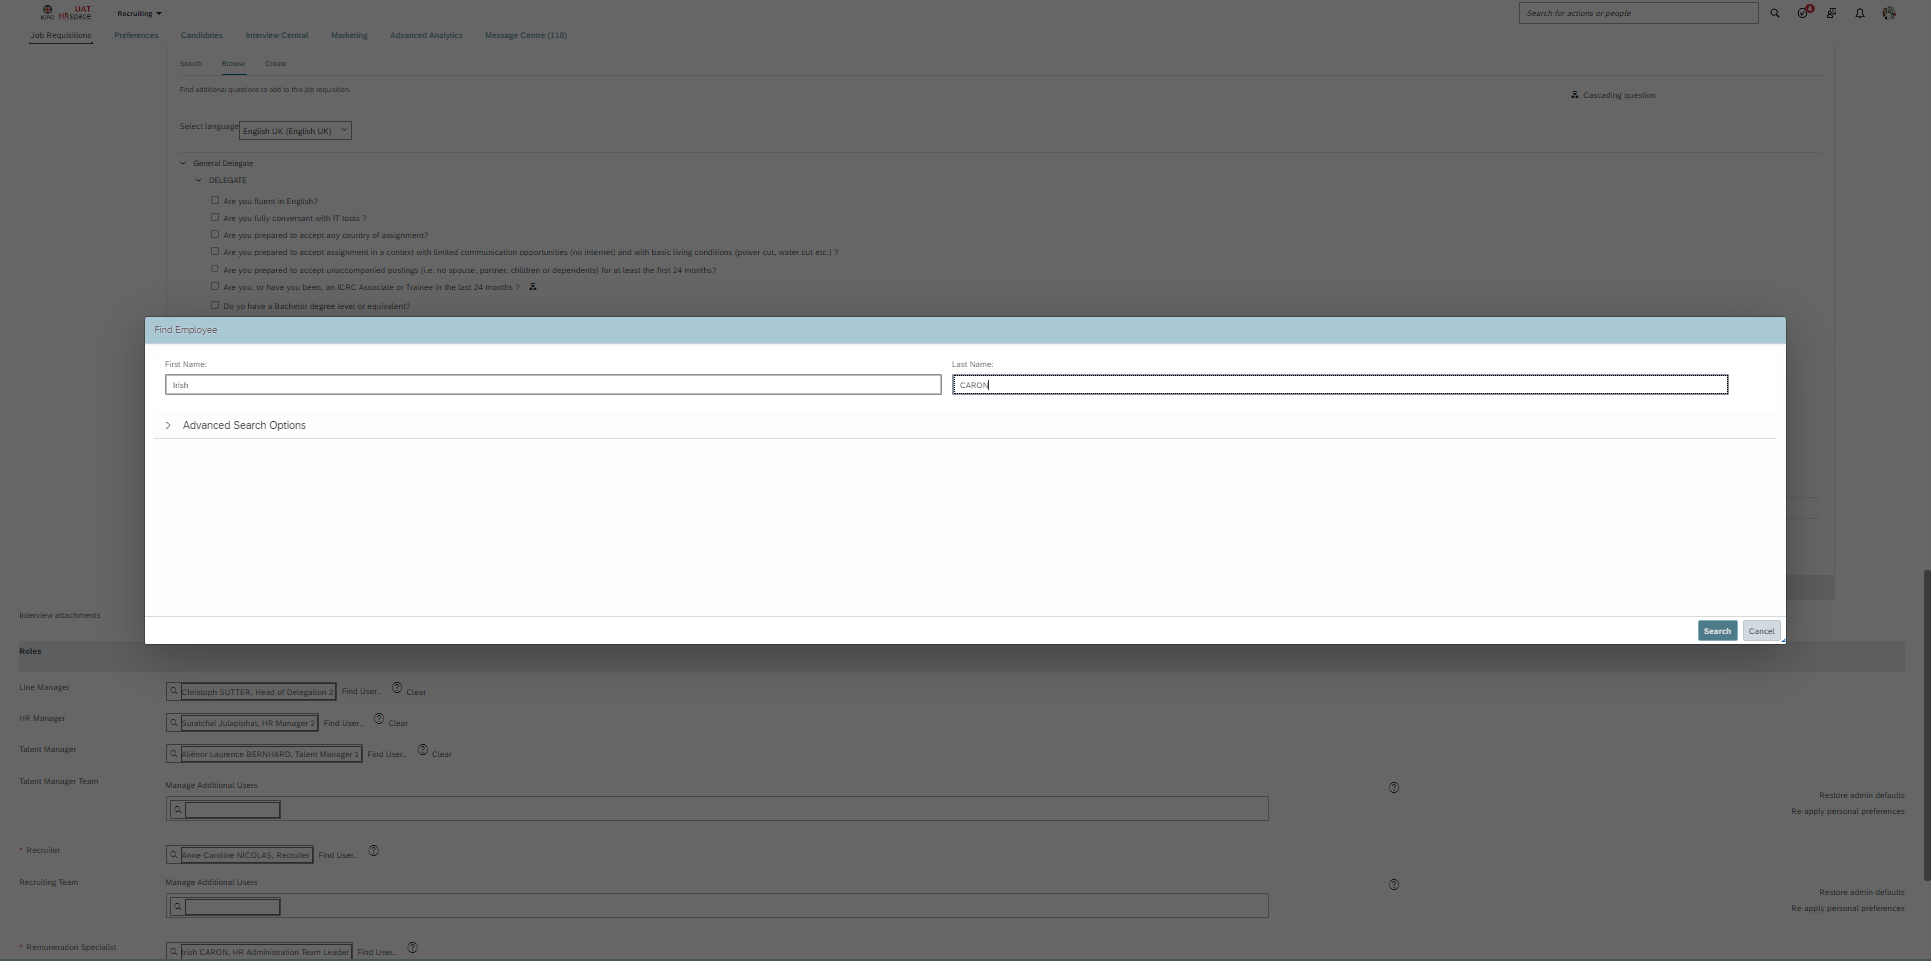 ICRC UAT HRspace
Recruiting
Search for actions or people
4
Job Requisitions Preferences Candidates Interview Central Marketing Advanced Analytics Message Centre (118)
Search Browse Create
Find additional questions to add to this job requisition.
Cascading question
Select language English UK (English UK)
General Delegate
DELEGATE
Are you fluent in English?
Are you fully conversant with IT tools ?
Are you prepared to accept any country of assignment?
Are you prepared to accept assignment in a context with limited communication opportunities (no internet) and with basic living conditions (power cut, water cut etc.) ?
Are you prepared to accept unaccompanied postings (i.e. no spouse, partner, children or dependents) for at least the first 24 months?
Are you, or have you been, an ICRC Associate or Trainee in the last 24 months ?
Do yo have a Bachelor degree level or equivalent?
Find Employee
First Name: Last Name:
Irish CARON
Advanced Search Options
Search Cancel
Interview attachments
Roles
Line Manager Christoph SUTTER, Head of Delegation 2 Find User... Clear
HR Manager Suratchai Julapiphat, HR Manager 2 Find User... Clear
Talent Manager Aliénor Laurence BERNHARD, Talent Manager 1 Find User... Clear
Talent Manager Team Manage Additional Users
Restore admin defaults
Re-apply personal preferences
* Recruiter Anne-Caroline NICOLAS, Recruiter Find User...
Recruiting Team Manage Additional Users
Restore admin defaults
Re-apply personal preferences
* Remuneration Specialist Irish CARON, HR Administration Team Leader Find User...